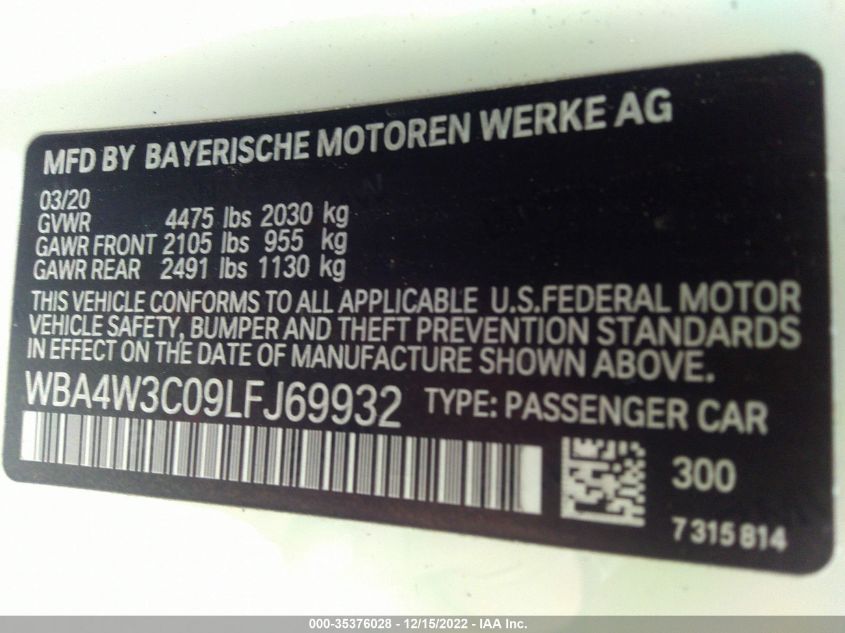 MFD BY BAYERISCHE MOTOREN WERKE AG
03/20
GVWR 4475 lbs 2030 kg
GAWR FRONT 2105 lbs 955 kg
GAWR REAR 2491 lbs 1130 kg
THIS VEHICLE CONFORMS TO ALL APPLICABLE U.S.FEDERAL MOTOR
VEHICLE SAFETY, BUMPER AND THEFT PREVENTION STANDARDS
IN EFFECT ON THE DATE OF MANUFACTURE SHOWN ABOVE.
WBA4W3C09LFJ69932 TYPE: PASSENGER CAR
300
7 315 814
000-35376028 - 12/15/2022 - IAA Inc.